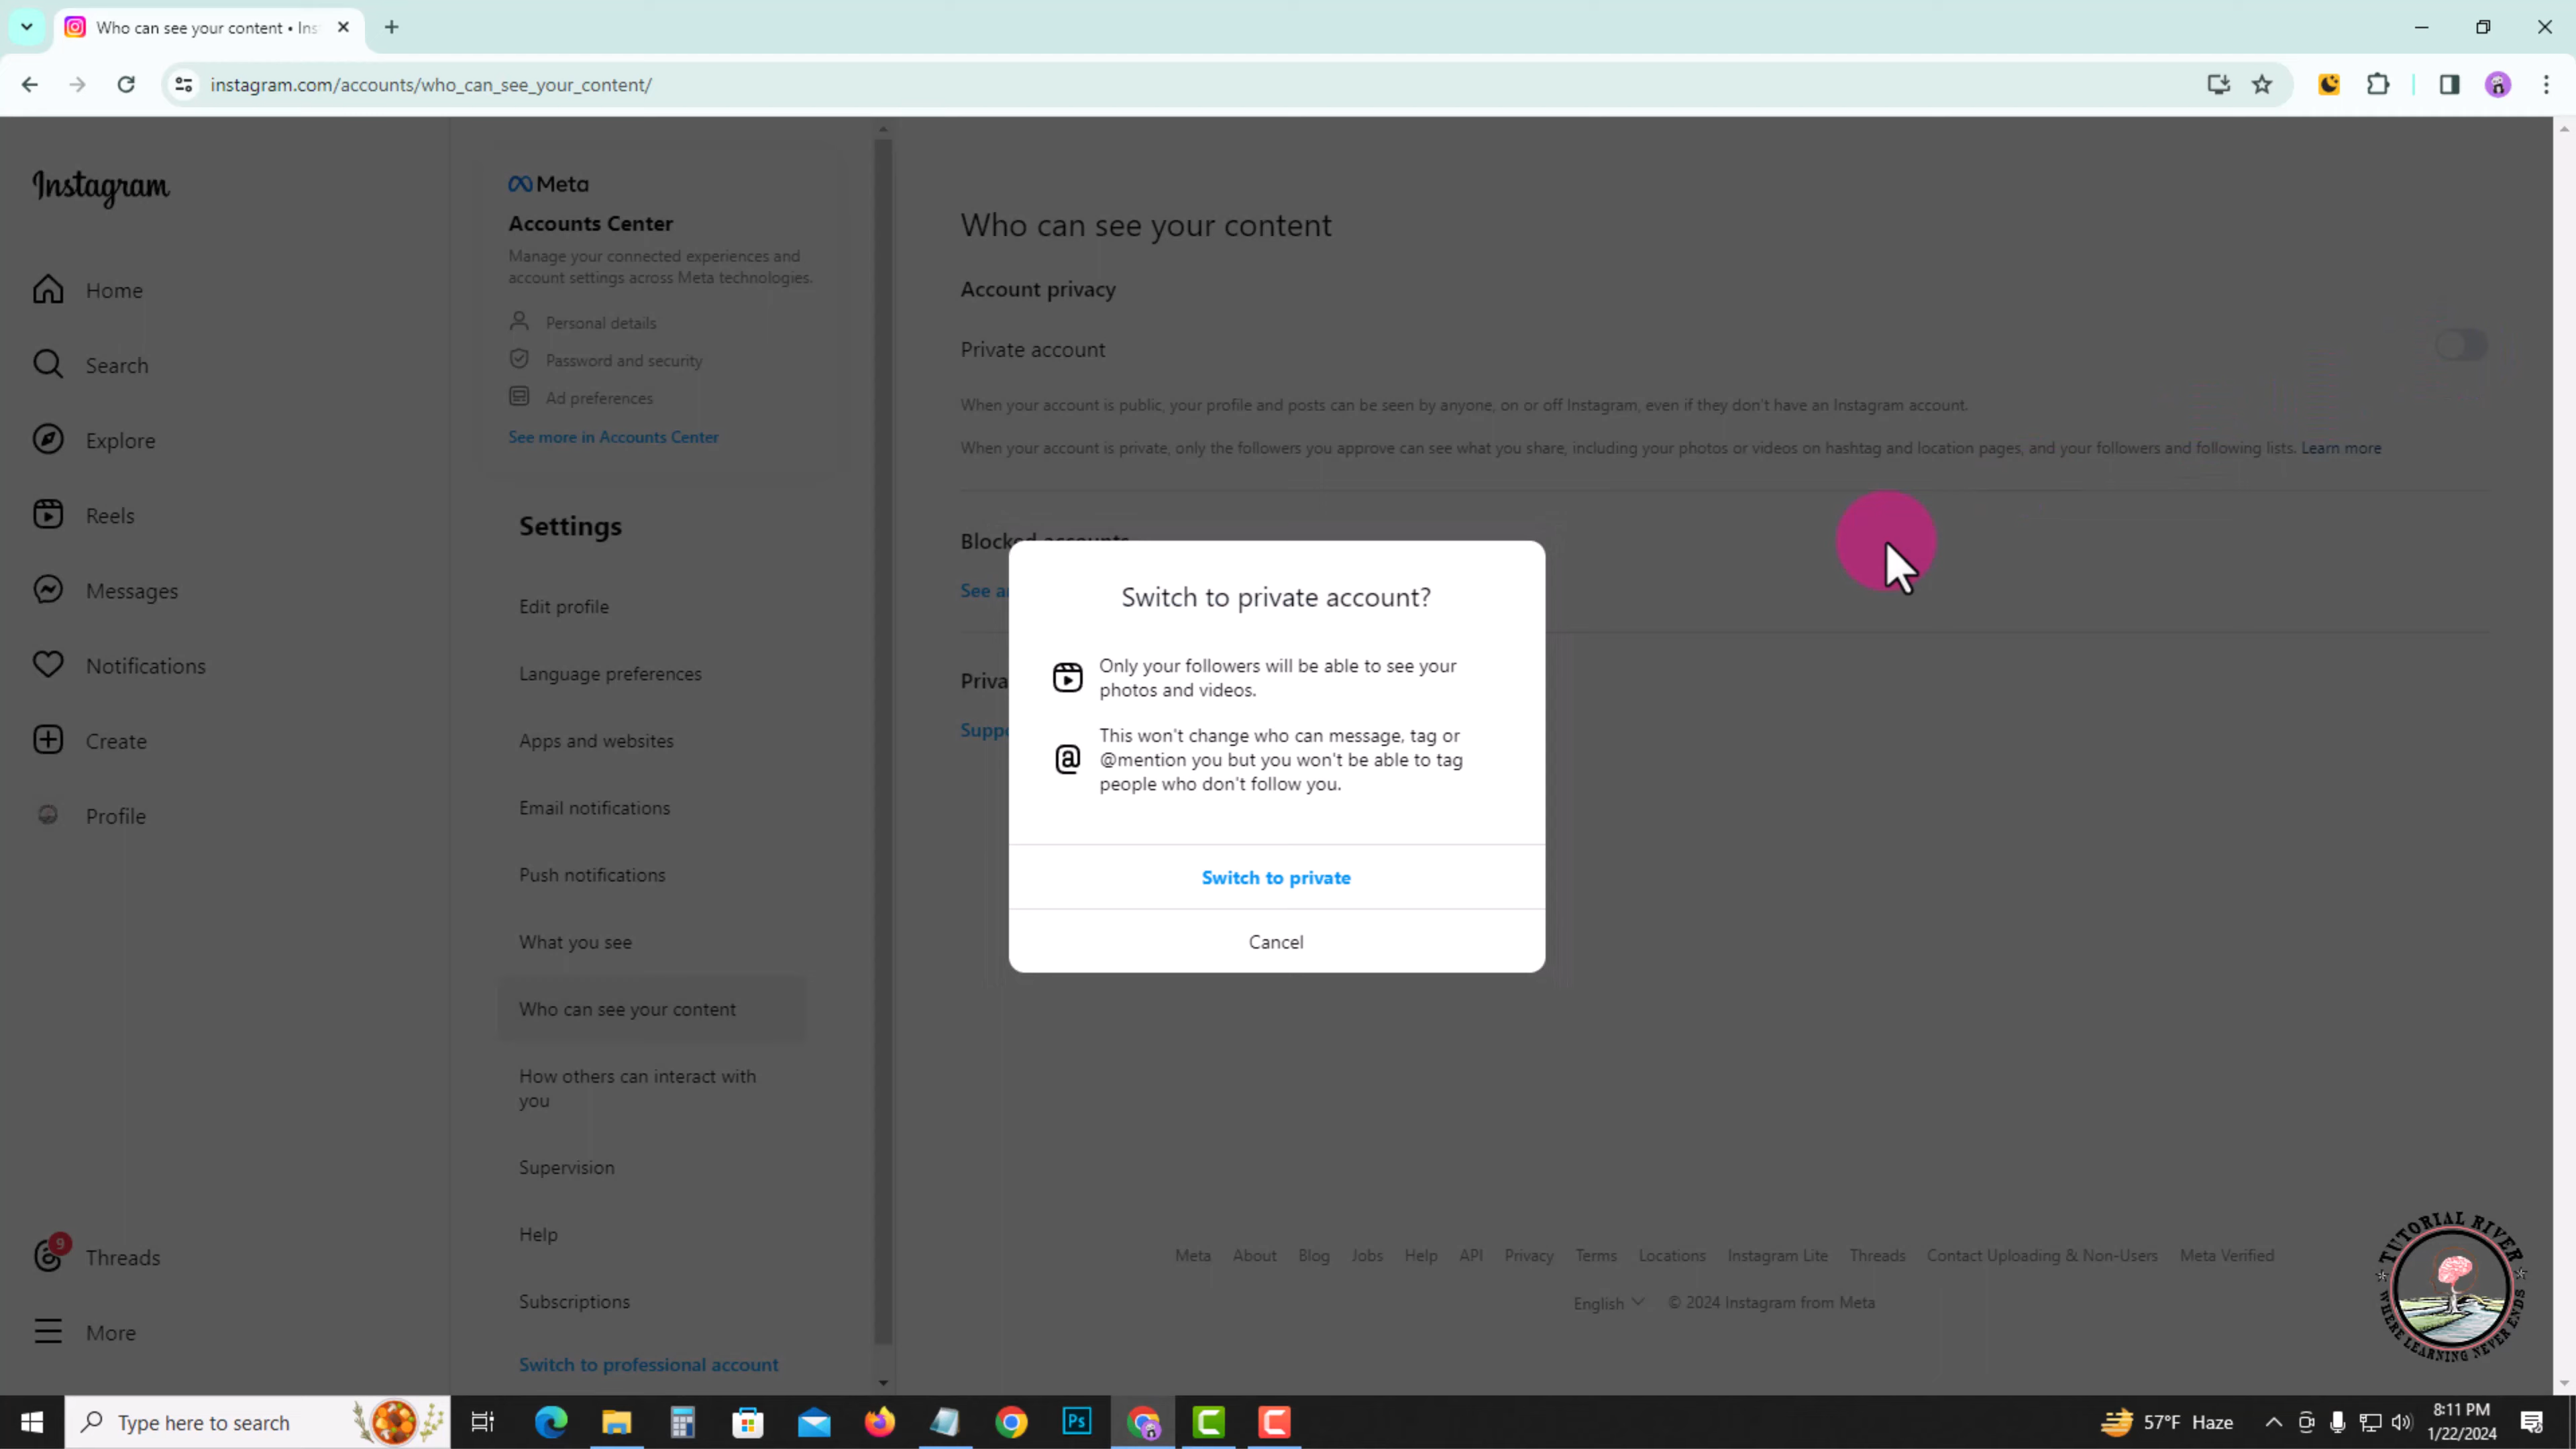 Who can see your content • Ins
instagram.com/accounts/who_can_see_your_content/
Instagram
Home
Search
Explore
Reels
Messages
Notifications
Create
Profile
9
Threads
More
Meta
Accounts Center
Manage your connected experiences and
account settings across Meta technologies.
Personal details
Password and security
Ad preferences
See more in Accounts Center
Settings
Edit profile
Language preferences
Apps and websites
Email notifications
Push notifications
What you see
Who can see your content
How others can interact with
you
Supervision
Help
Subscriptions
Switch to professional account
Who can see your content
Account privacy
Private account
When your account is public, your profile and posts can be seen by anyone, on or off Instagram, even if they don't have an Instagram account.
When your account is private, only the followers you approve can see what you share, including your photos or videos on hashtag and location pages, and your followers and following lists. Learn more
Blocked accounts
See
Switch to private account?
Only your followers will be able to see your
photos and videos.
This won't change who can message, tag or
@mention you but you won't be able to tag
people who don't follow you.
Switch to private
Cancel
Meta About Blog Jobs Help API Privacy Terms Locations Instagram Lite Threads Contact Uploading & Non-Users Meta Verified
English © 2024 Instagram from Meta
TUTORIAL RIVER
WHERE LEARNING NEVER ENDS
Type here to search
Ps
57°F Haze
8:11 PM
1/22/2024